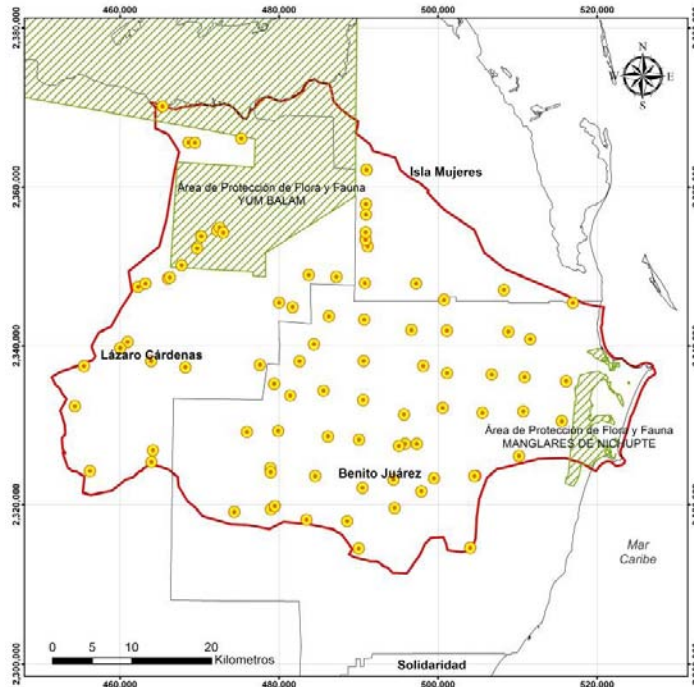 460,000 480,000 500,000 520,000
2,380,000
N
W E
S
2,360,000
Isla Mujeres
Área de Protección de Flora y Fauna
YUM BALAM
2,340,000
Lázaro Cárdenas
Área de Protección de Flora y Fauna
MANGLARES DE NICHUPTE
Benito Juárez
2,320,000
Mar
Caribe
0 5 10 20
Kilometros
Solidaridad
2,300,000
460,000 480,000 500,000 520,000